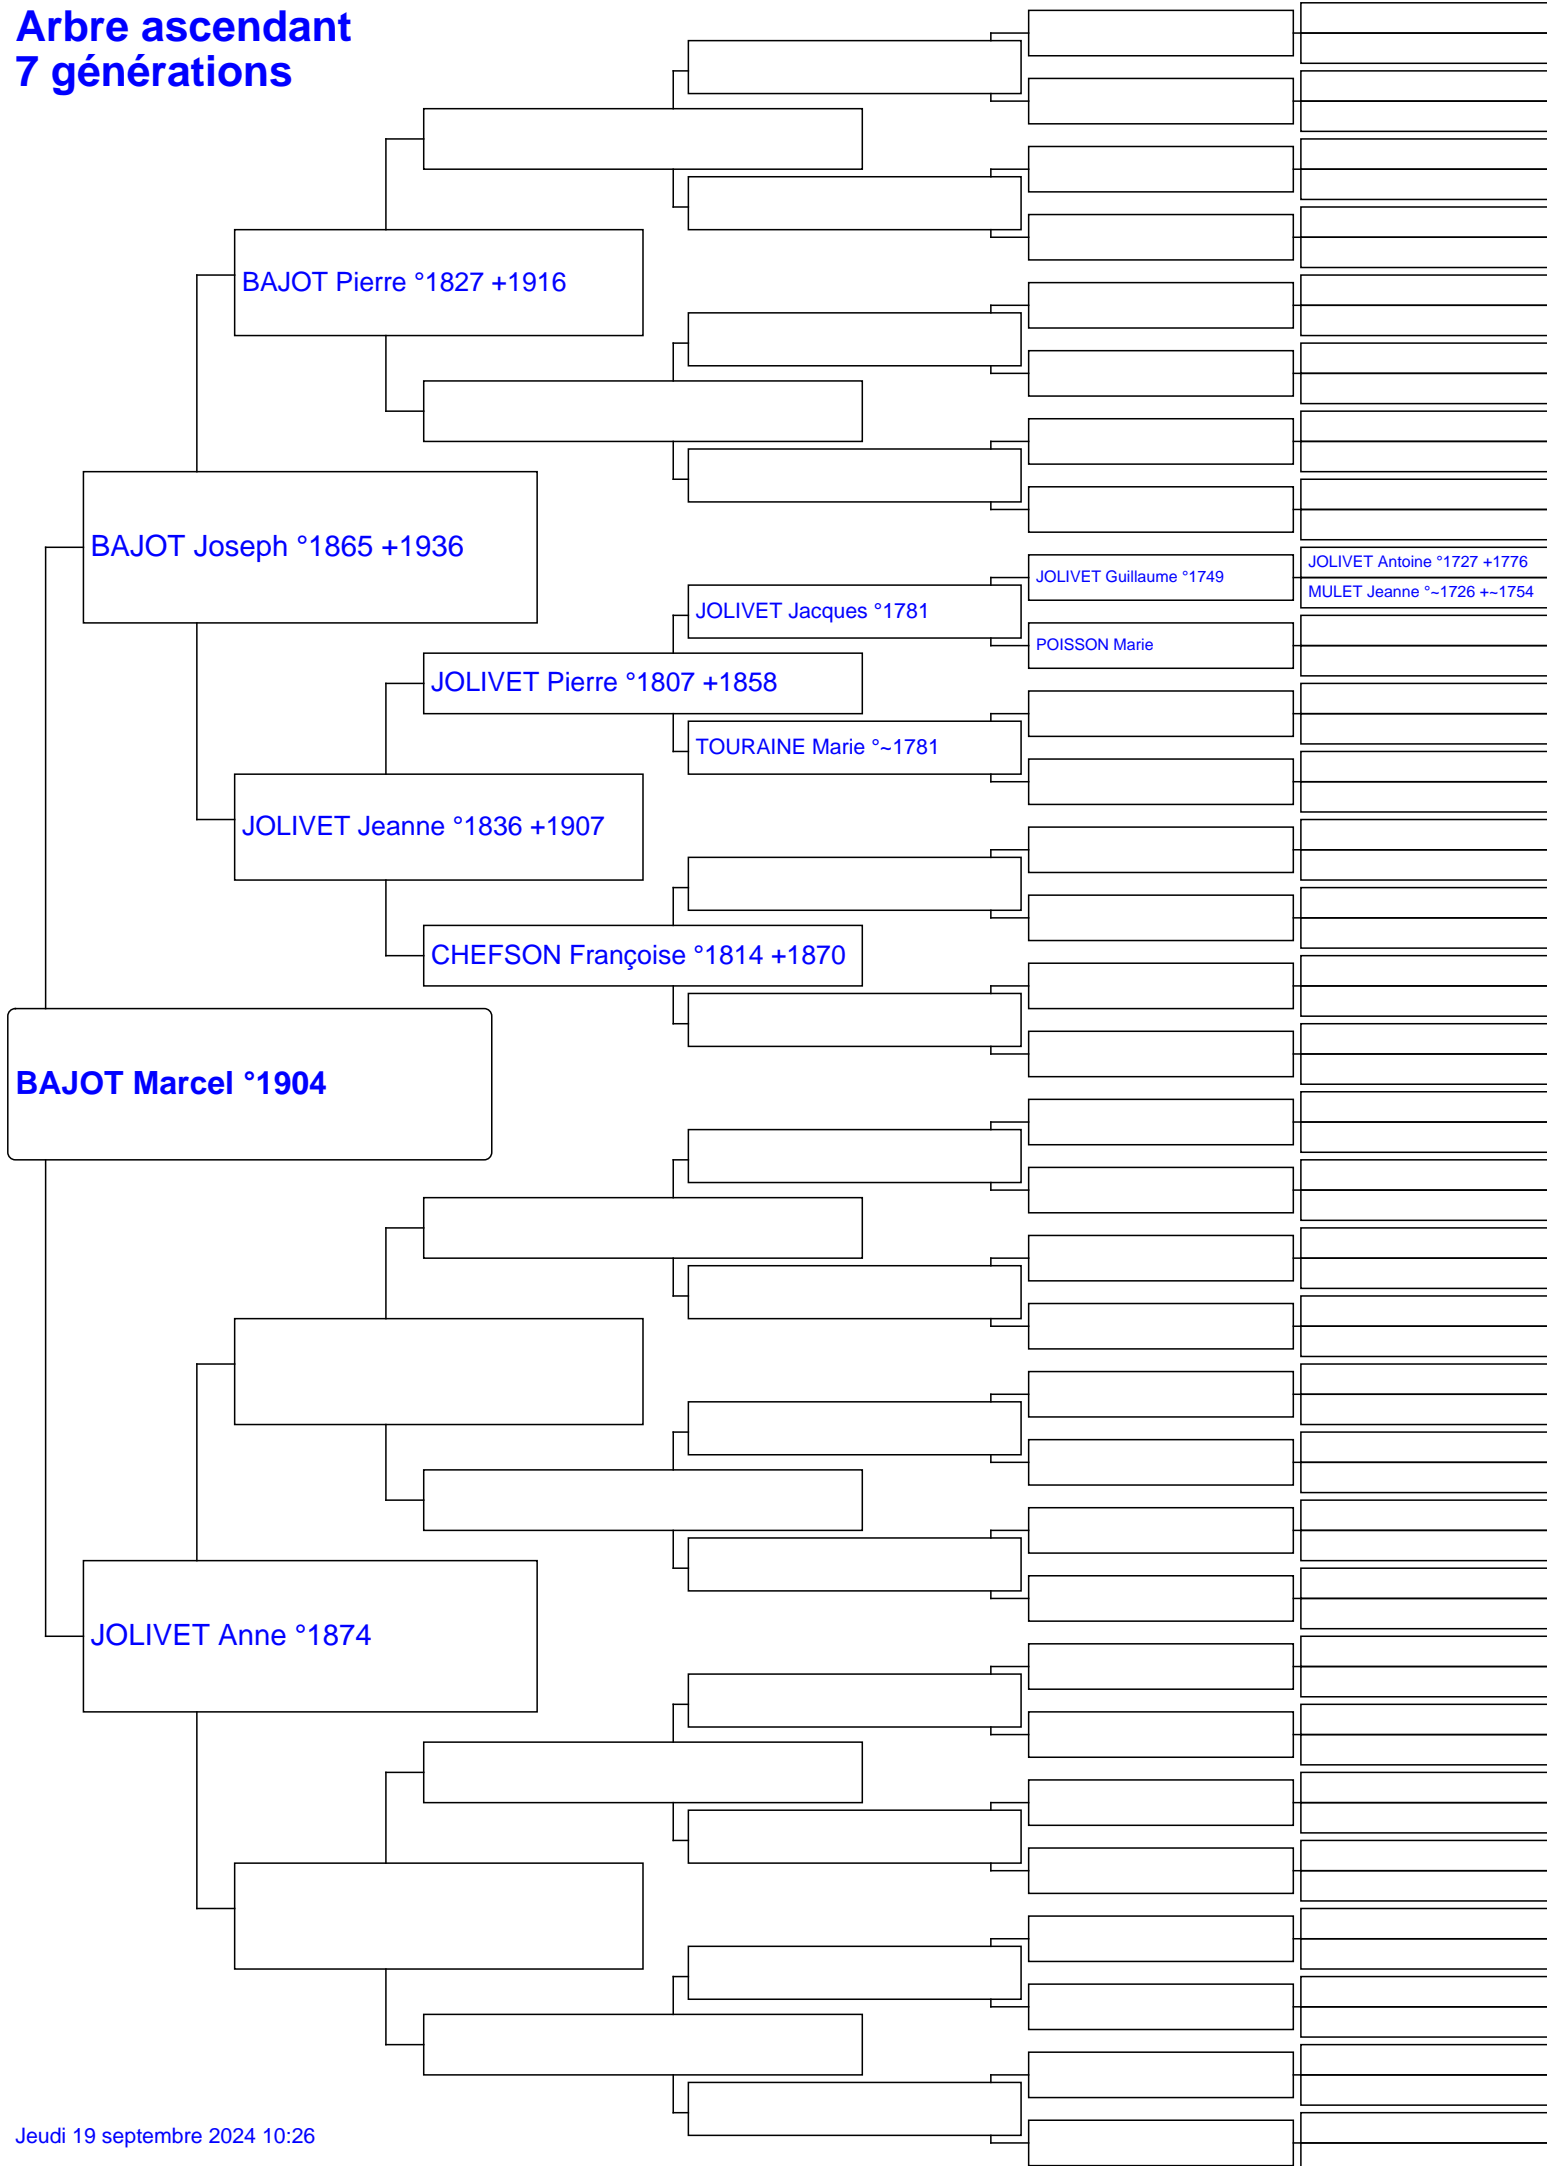 Arbre ascendant
7 générations
BAJOT Pierre °1827 +1916
BAJOT Joseph °1865 +1936
JOLIVET Antoine °1727 +1776
JOLIVET Guillaume °1749
MULET Jeanne °~1726 +~1754
JOLIVET Jacques °1781
POISSON Marie
JOLIVET Pierre °1807 +1858
TOURAINE Marie °~1781
JOLIVET Jeanne °1836 +1907
CHEFSON Françoise °1814 +1870
BAJOT Marcel °1904
JOLIVET Anne °1874
Jeudi 19 septembre 2024 10:26